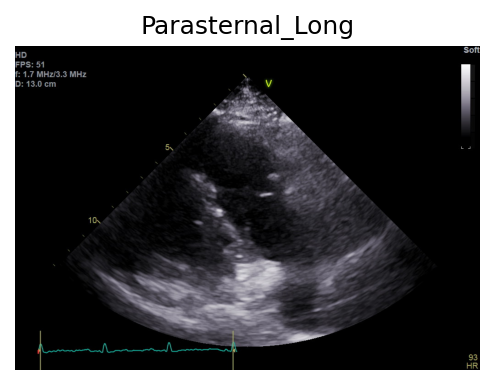 Parasternal_Long
HD
FPS: 51
f: 1.7 MHz/3.3 MHz
D: 13.0 cm
Soft
V
5
10
93
HR